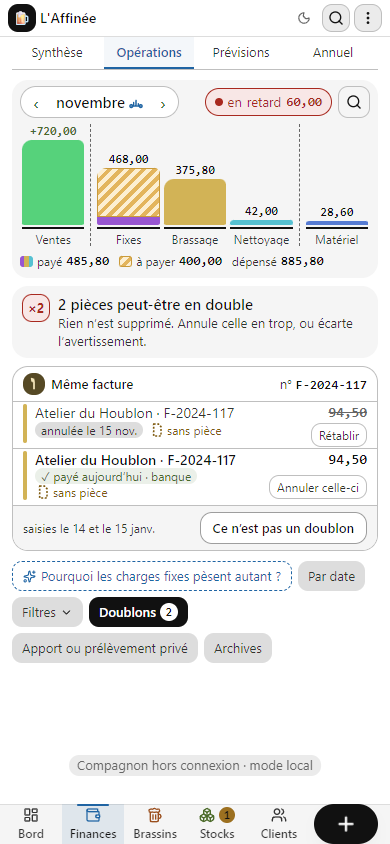 L'Affinée
Synthèse Opérations Prévisions Annuel
‹ novembre › en retard 60,00
+720,00 468,00 375,80 42,00 28,60
Ventes Fixes Brassage Nettoyage Matériel
payé 485,80 à payer 400,00 dépensé 885,80
×2 2 pièces peut-être en double
Rien n'est supprimé. Annule celle en trop, ou écarte
l'avertissement.
Même facture n° F-2024-117
Atelier du Houblon · F-2024-117 94,50
annulée le 15 nov. sans pièce Rétablir
Atelier du Houblon · F-2024-117 94,50
✓ payé aujourd'hui · banque
sans pièce Annuler celle-ci
saisies le 14 et le 15 janv. Ce n'est pas un doublon
Pourquoi les charges fixes pèsent autant ? Par date
Filtres Doublons 2
Apport ou prélèvement privé Archives
Compagnon hors connexion · mode local
1
Bord Finances Brassins Stocks Clients +